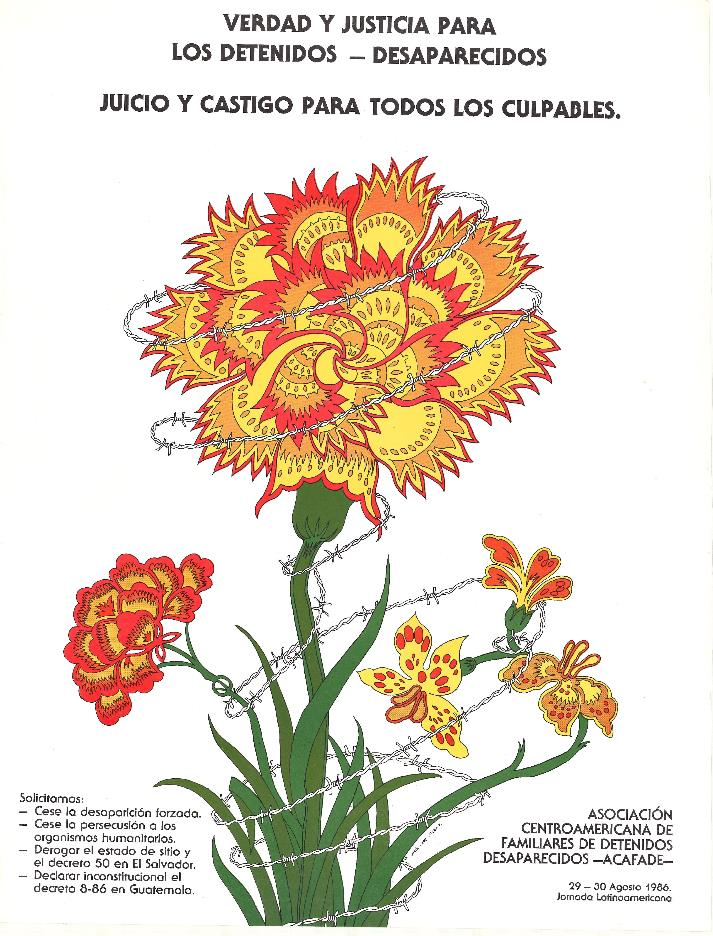 VERDAD Y JUSTICIA PARA
LOS DETENIDOS — DESAPARECIDOS
JUICIO Y CASTIGO PARA TODOS LOS CULPABLES.
Solicitamos:
— Cese la desaparición forzada.
— Cese la persecusión a los
organismos humanitarios.
— Derogar el estado de sitio y
el decreto 50 en El Salvador.
— Declarar inconstitucional el
decreto 8-86 en Guatemala.
ASOCIACIÓN
CENTROAMERICANA DE
FAMILIARES DE DETENIDOS
DESAPARECIDOS —ACAFADE—
29 — 30 Agosto 1986.
Jornada Latinoamericana